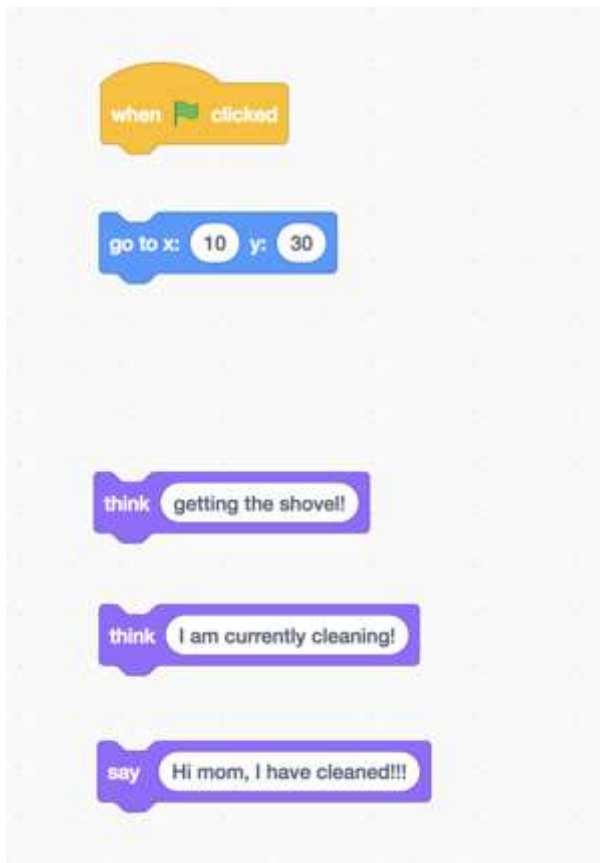 when clicked
go to x: 10 y: 30
think getting the shovel!
think I am currently cleaning!
say Hi mom, I have cleaned!!!